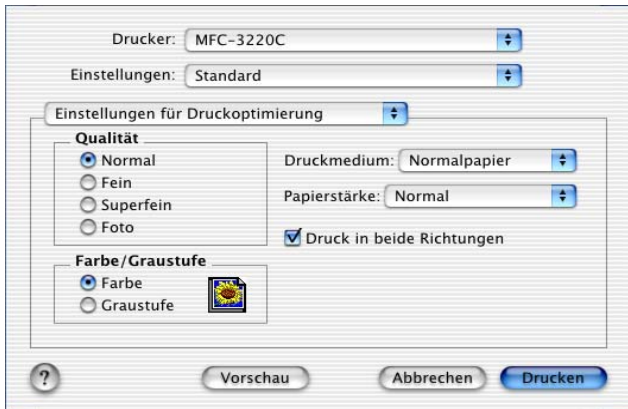 Drucker: MFC-3220C
Einstellungen: Standard
Einstellungen für Druckoptimierung
Qualität
Normal
Fein
Superfein
Foto
Druckmedium: Normalpapier
Papierstärke: Normal
Druck in beide Richtungen
Farbe/Graustufe
Farbe
Graustufe
? Vorschau Abbrechen Drucken